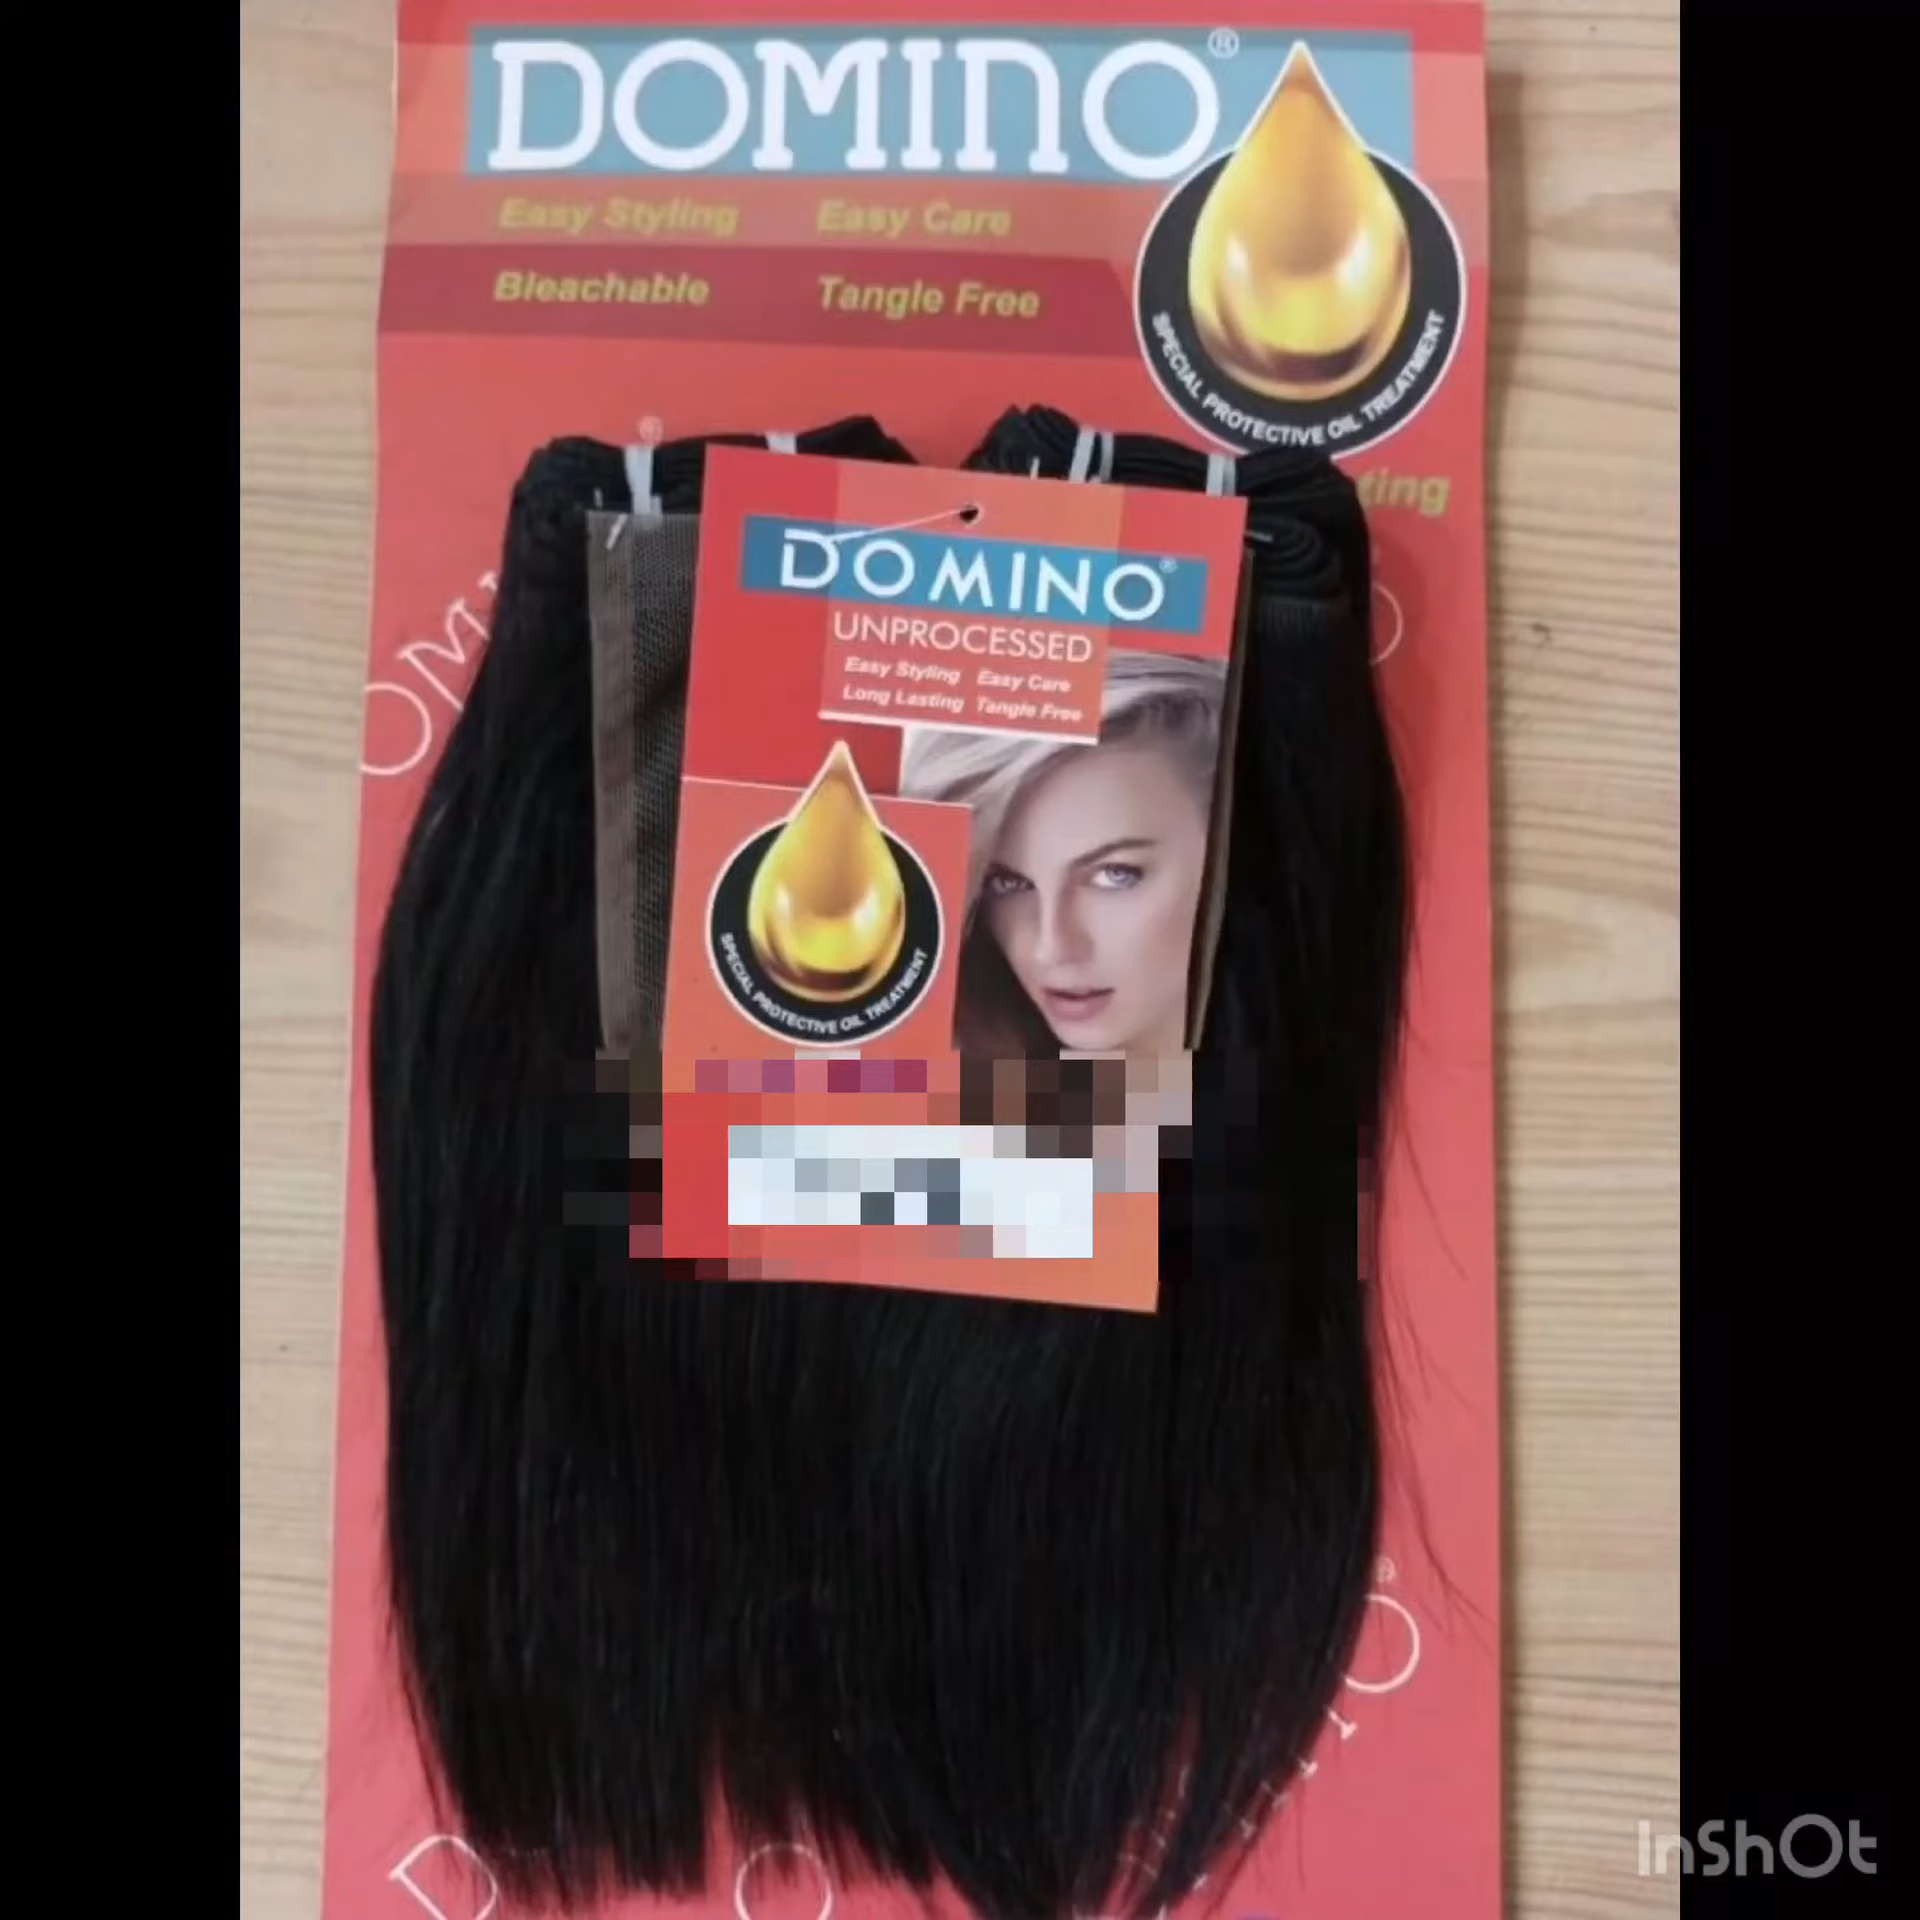 DOMINO®
Easy Styling Easy Care
Bleachable Tangle Free
SPECIAL PROTECTIVE OIL TREATMENT
DOMINO®
UNPROCESSED
Easy Styling Easy Care
Long Lasting Tangle Free
SPECIAL PROTECTIVE OIL TREATMENT
InShOt